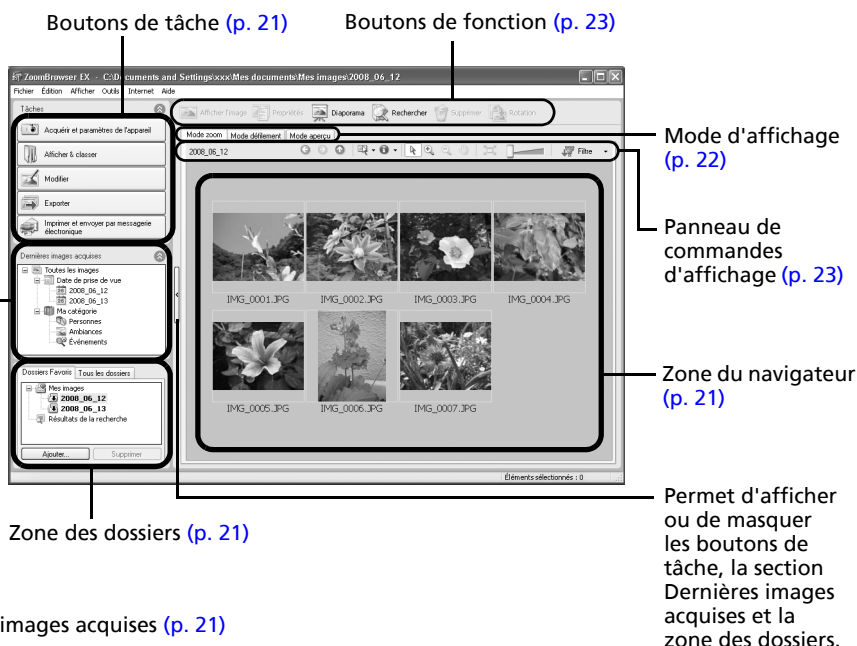 Boutons de tâche (p. 21)
Boutons de fonction (p. 23)
ZoomBrowser EX - C:\Documents and Settings\xxx\Mes documents\Mes images\2008_06_12
Fichier Édition Afficher Outils Internet Aide
Tâches
Afficher l'image Propriétés Diaporama Rechercher Supprimer Rotation
Acquérir et paramètres de l'appareil
Mode zoom Mode défilement Mode aperçu
Mode d'affichage
(p. 22)
2008_06_12
Filtre
Afficher & classer
Modifier
Exporter
Imprimer et envoyer par messagerie
électronique
Panneau de
commandes
d'affichage (p. 23)
Dernières images acquises
Toutes les images
Date de prise de vue
2008_06_12
2008_06_13
Ma catégorie
Personnes
Ambiances
Événements
IMG_0001.JPG IMG_0002.JPG IMG_0003.JPG IMG_0004.JPG
Dossiers Favoris Tous les dossiers
Mes images
2008_06_12
2008_06_13
Résultats de la recherche
Ajouter... Supprimer
IMG_0005.JPG IMG_0006.JPG IMG_0007.JPG
Zone du navigateur
(p. 21)
Éléments sélectionnés : 0
Zone des dossiers (p. 21)
Permet d'afficher
ou de masquer
les boutons de
tâche, la section
Dernières images
acquises et la
zone des dossiers.
images acquises (p. 21)